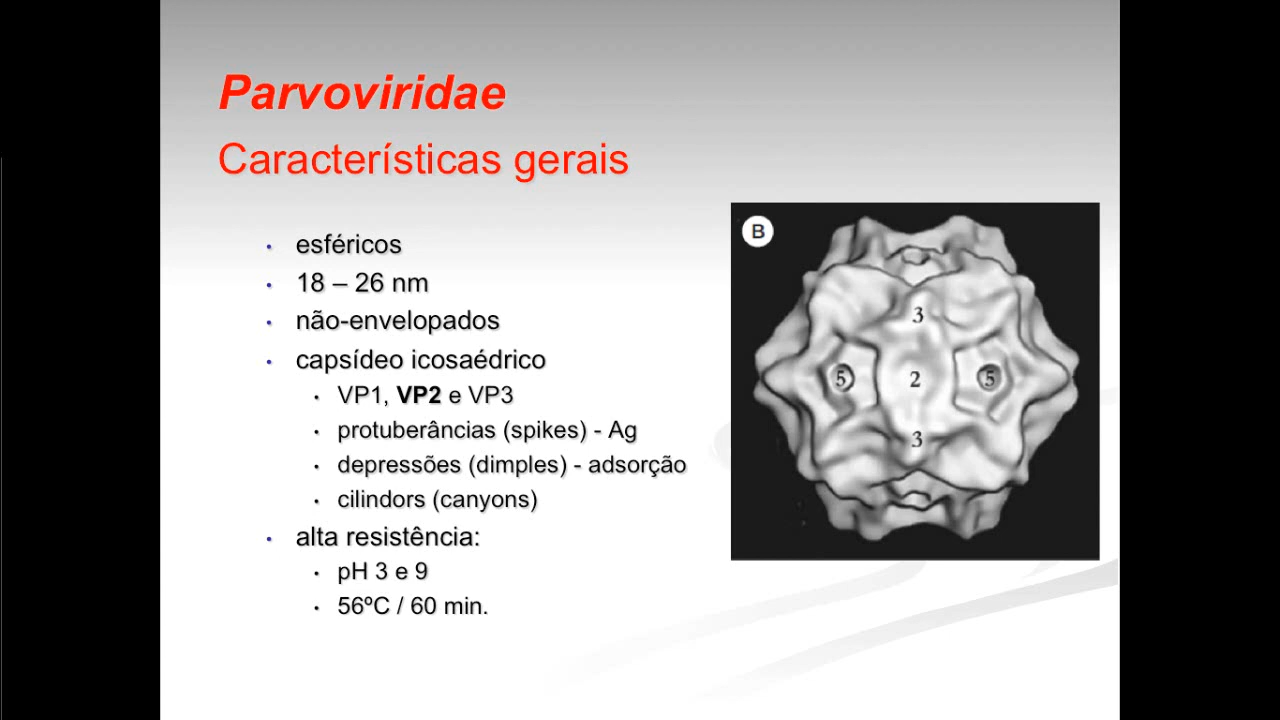 Parvoviridae
Características gerais
• esféricos
• 18 – 26 nm
• não-envelopados
• capsídeo icosaédrico
• VP1, VP2 e VP3
• protuberâncias (spikes) - Ag
• depressões (dimples) - adsorção
• cilindors (canyons)
• alta resistência:
• pH 3 e 9
• 56ºC / 60 min.
B
3
5 2 5
3